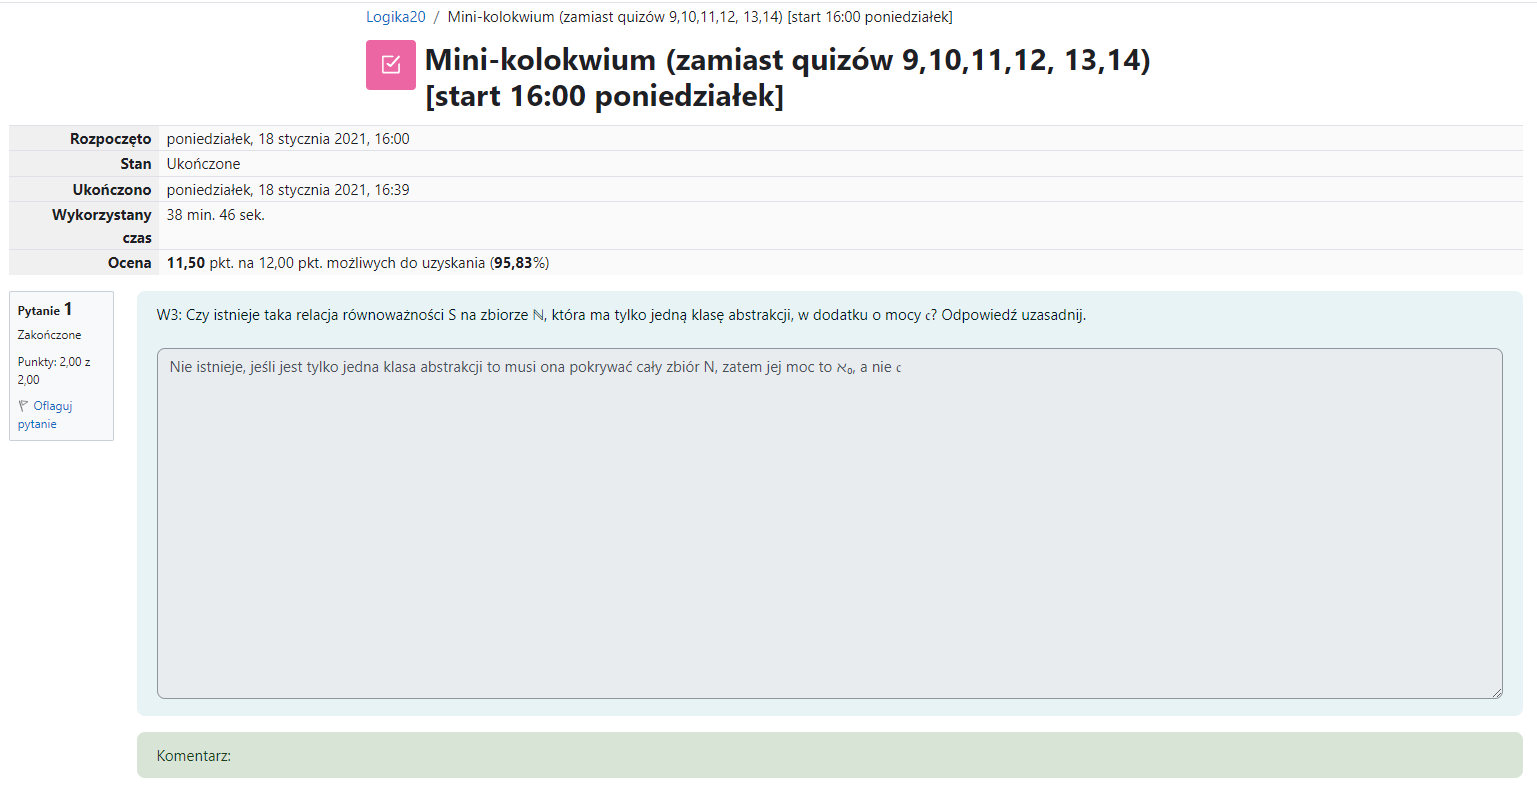 Logika20 / Mini-kolokwium (zamiast quizów 9,10,11,12, 13,14) [start 16:00 poniedziałek]
Mini-kolokwium (zamiast quizów 9,10,11,12, 13,14)
[start 16:00 poniedziałek]
Rozpoczęto poniedziałek, 18 stycznia 2021, 16:00
Stan Ukończone
Ukończono poniedziałek, 18 stycznia 2021, 16:39
Wykorzystany czas 38 min. 46 sek.
Ocena 11,50 pkt. na 12,00 pkt. możliwych do uzyskania (95,83%)
Pytanie 1
Zakończone
Punkty: 2,00 z
2,00
Oflaguj
pytanie
W3: Czy istnieje taka relacja równoważności S na zbiorze ℕ, która ma tylko jedną klasę abstrakcji, w dodatku o mocy 𝔠? Odpowiedź uzasadnij.
Nie istnieje, jeśli jest tylko jedna klasa abstrakcji to musi ona pokrywać cały zbiór N, zatem jej moc to ℵ₀, a nie 𝔠
Komentarz: